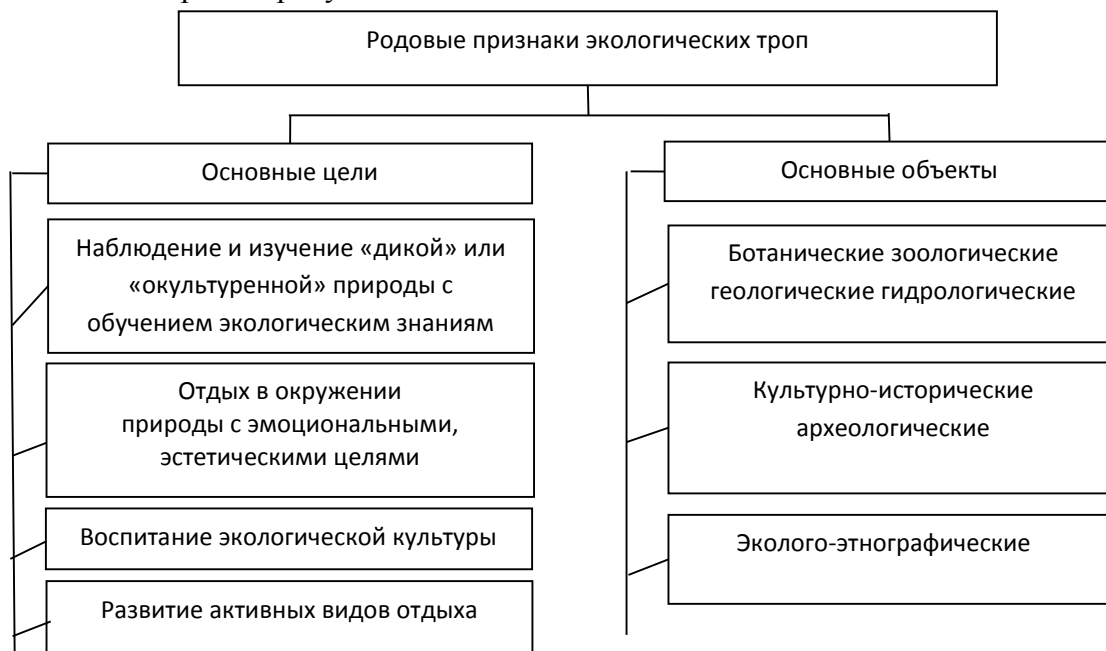 Родовые признаки экологических троп
Основные цели
Наблюдение и изучение «дикой» или
«окультуренной» природы с
обучением экологическим знаниям
Отдых в окружении
природы с эмоциональными,
эстетическими целями
Воспитание экологической культуры
Развитие активных видов отдыха
Основные объекты
Ботанические зоологические
геологические гидрологические
Культурно-исторические
археологические
Эколого-этнографические